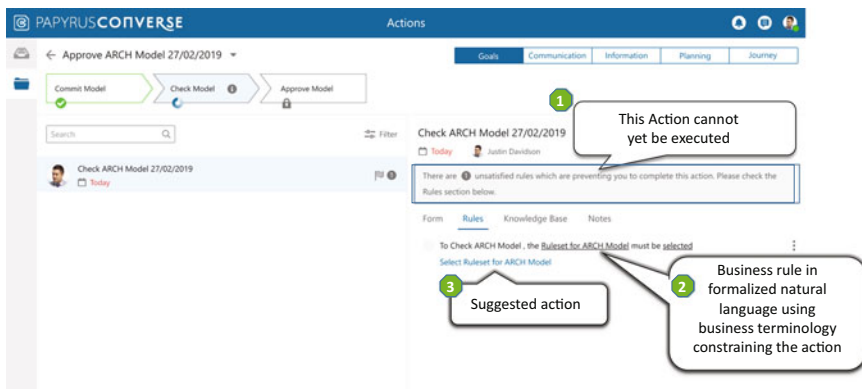 PAPYRUSCONVERSE
Actions
Approve ARCH Model 27/02/2019
Goals
Communication
Information
Planning
Journey
Commit Model
Check Model
Approve Model
1
This Action cannot
yet be executed
Search
Filter
Check ARCH Model 27/02/2019
Today
Justin Davidson
Check ARCH Model 27/02/2019
Today
There are 1 unsatisfied rules which are preventing you to complete this action. Please check the
Rules section below.
Form
Rules
Knowledge Base
Notes
To Check ARCH Model , the Ruleset for ARCH Model must be selected
Select Ruleset for ARCH Model
3
Suggested action
2
Business rule in
formalized natural
language using
business terminology
constraining the action